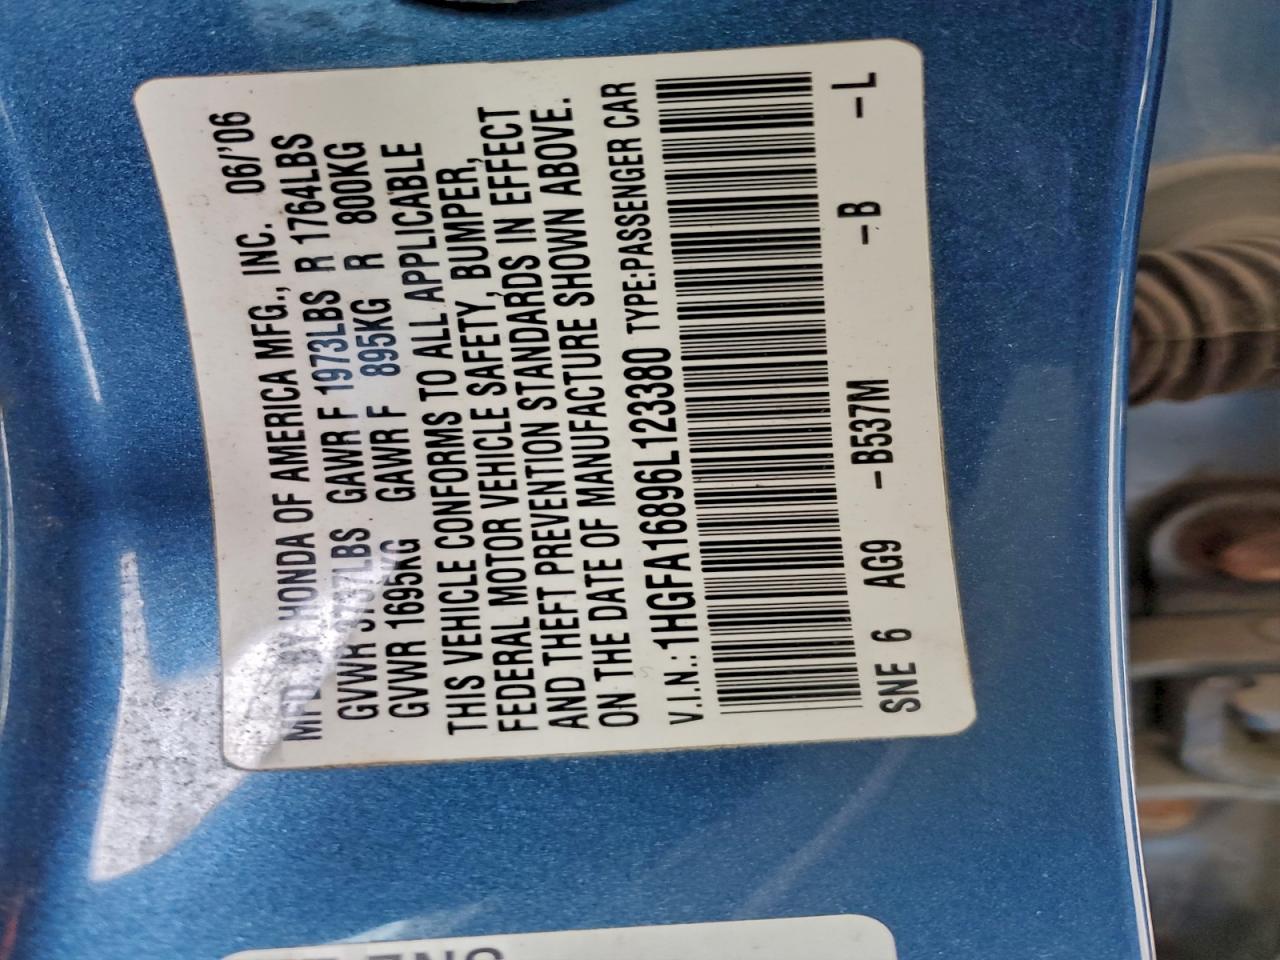 MFD BY HONDA OF AMERICA MFG., INC. 06/'06
GVWR 3737LBS GAWR F 1973LBS R 1764LBS
GVWR 1695KG GAWR F 895KG R 800KG
THIS VEHICLE CONFORMS TO ALL APPLICABLE
FEDERAL MOTOR VEHICLE SAFETY, BUMPER,
AND THEFT PREVENTION STANDARDS IN EFFECT
ON THE DATE OF MANUFACTURE SHOWN ABOVE.
V.I.N.: 1HGFA16896L123380 TYPE:PASSENGER CAR
SNE 6 AG9 -B537M -B -L